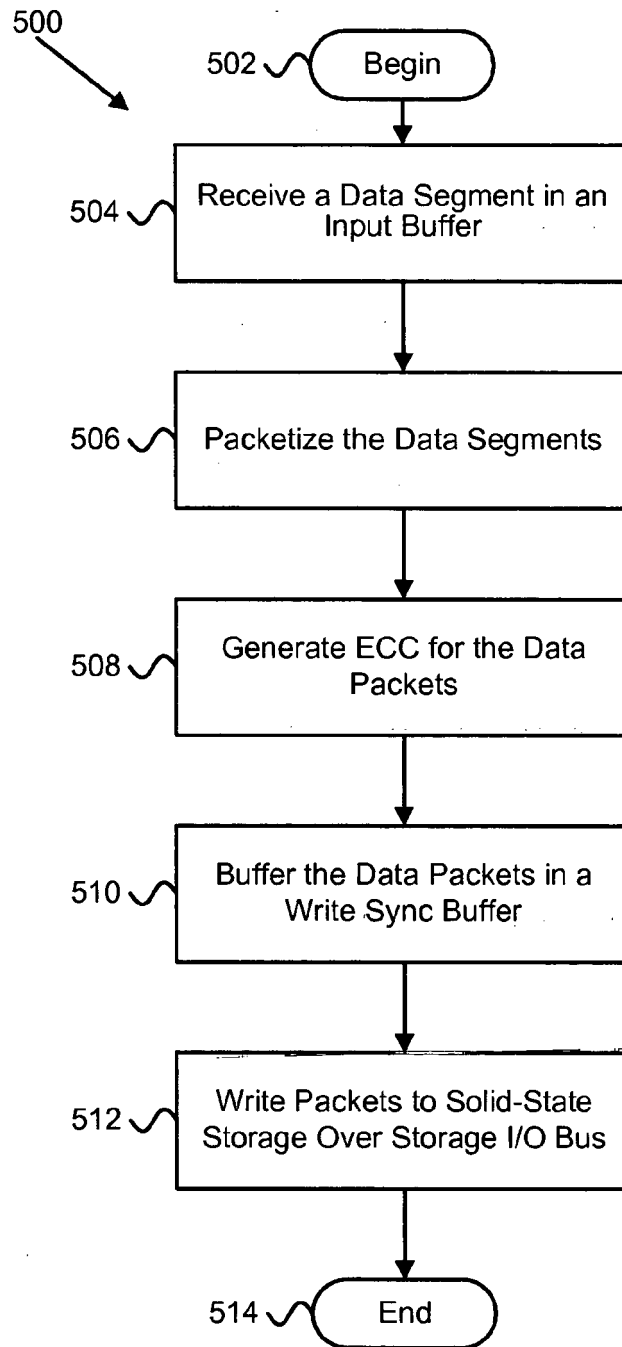 500
502
Begin
504
Receive a Data Segment in an
Input Buffer
506
Packetize the Data Segments
508
Generate ECC for the Data
Packets
510
Buffer the Data Packets in a
Write Sync Buffer
512
Write Packets to Solid-State
Storage Over Storage I/O Bus
514
End